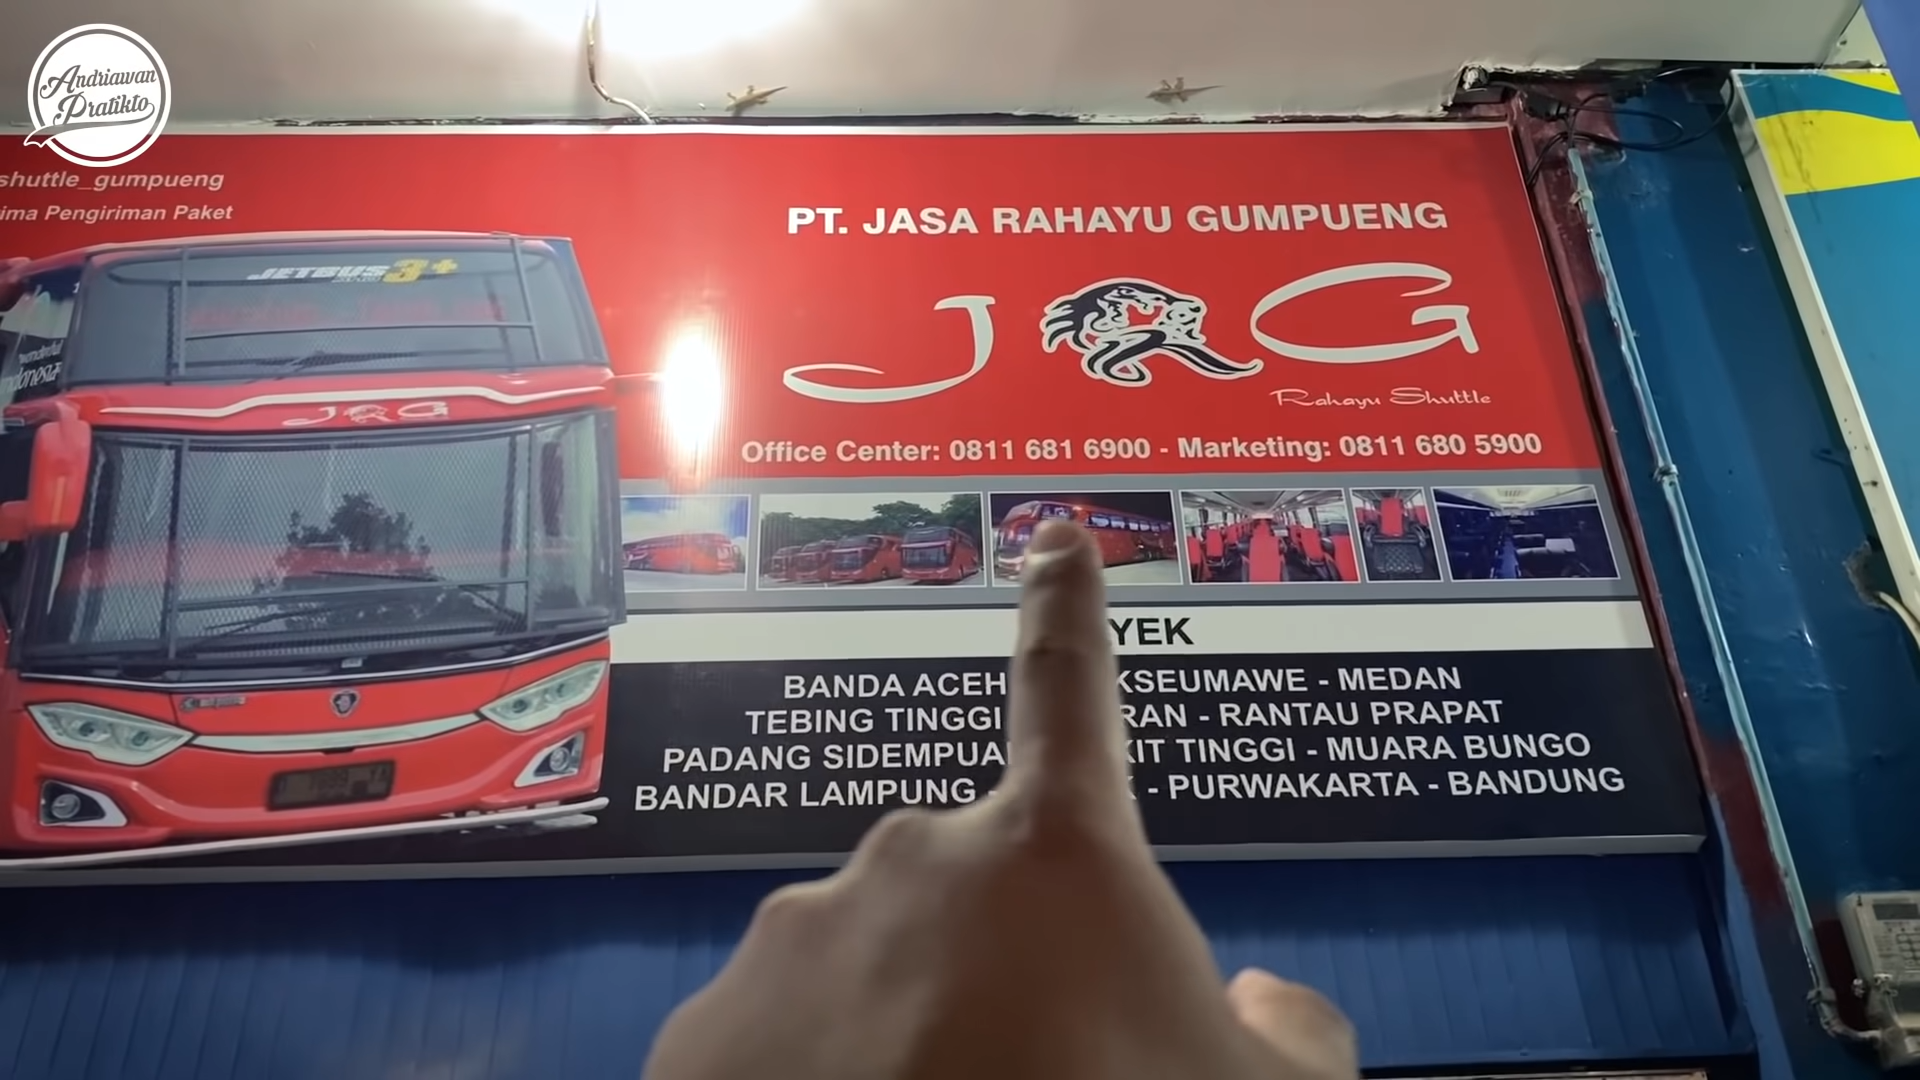 Andriawan
Pratikto
shuttle_gumpueng
ima Pengiriman Paket
JETBUS 3+
PT. JASA RAHAYU GUMPUENG
JRG
Rahayu Shuttle
JRG
Office Center: 0811 681 6900 - Marketing: 0811 680 5900
YEK
BANDA ACEH KSEUMAWE - MEDAN
TEBING TINGGI RAN - RANTAU PRAPAT
PADANG SIDEMPUA KIT TINGGI - MUARA BUNGO
BANDAR LAMPUNG - K - PURWAKARTA - BANDUNG